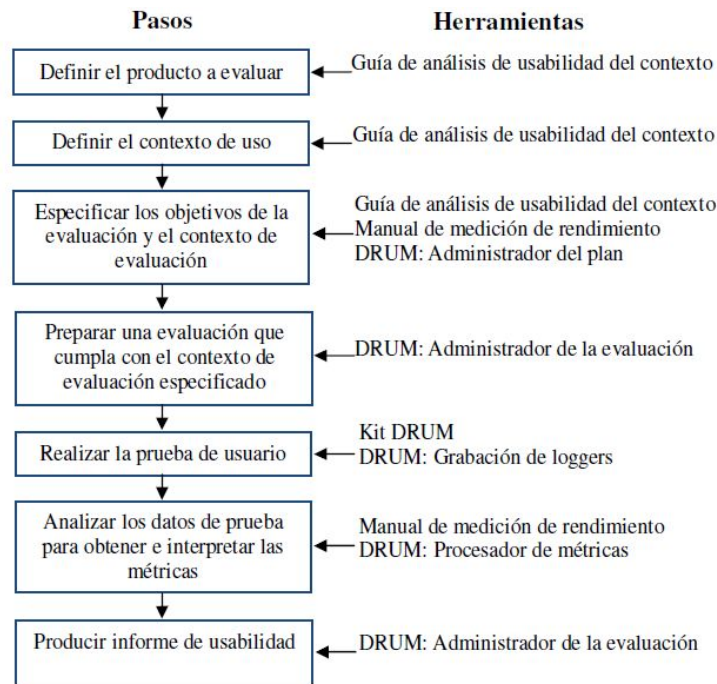 Pasos
Herramientas
Definir el producto a evaluar
Guía de análisis de usabilidad del contexto
Definir el contexto de uso
Guía de análisis de usabilidad del contexto
Especificar los objetivos de la
evaluación y el contexto de
evaluación
Guía de análisis de usabilidad del contexto
Manual de medición de rendimiento
DRUM: Administrador del plan
Preparar una evaluación que
cumpla con el contexto de
evaluación especificado
DRUM: Administrador de la evaluación
Realizar la prueba de usuario
Kit DRUM
DRUM: Grabación de loggers
Analizar los datos de prueba
para obtener e interpretar las
métricas
Manual de medición de rendimiento
DRUM: Procesador de métricas
Producir informe de usabilidad
DRUM: Administrador de la evaluación